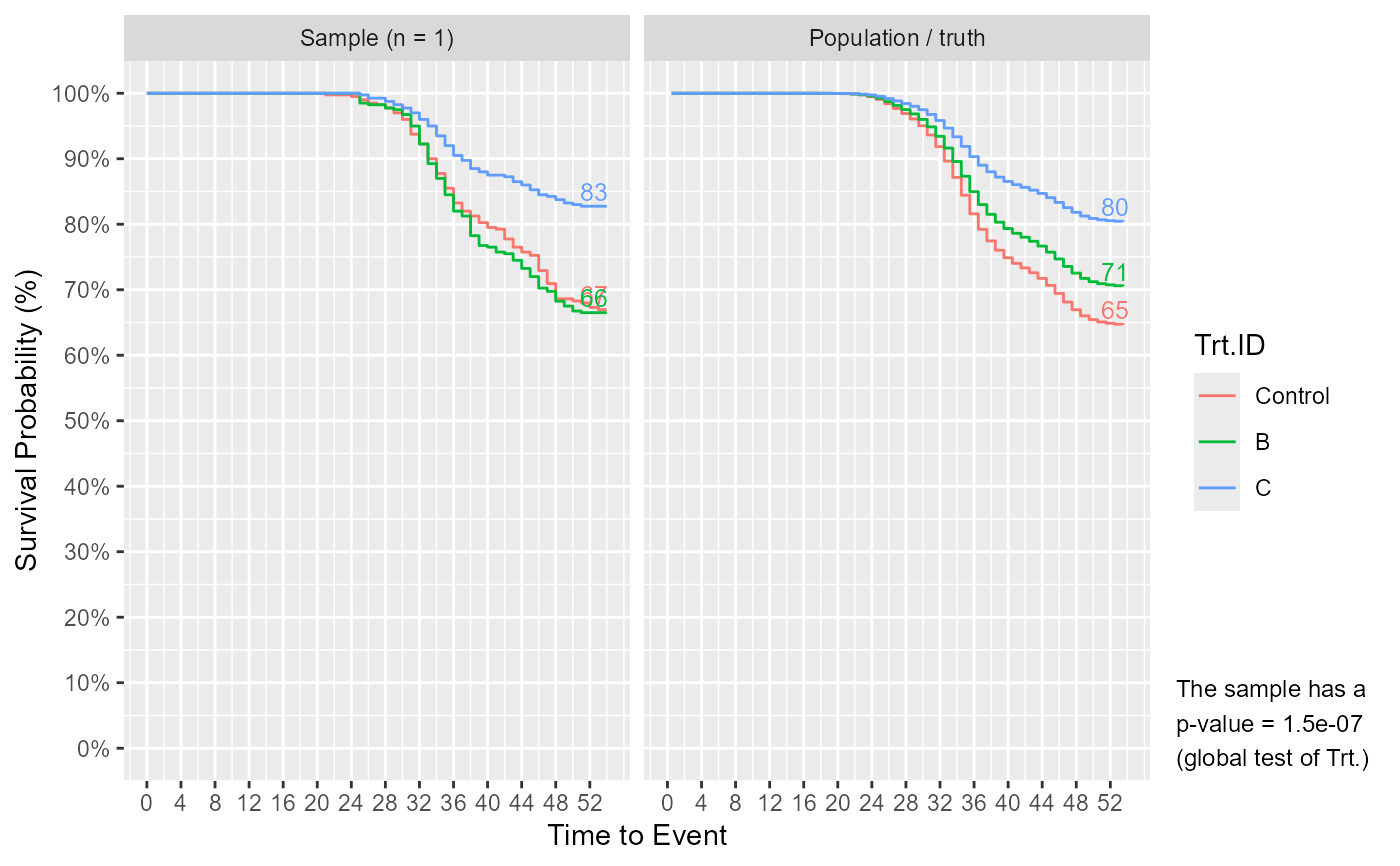 Sample (n = 1)
Population / truth
Survival Probability (%)
100%
90%
80%
70%
60%
50%
40%
30%
20%
10%
0%
83
67
66
80
71
65
0 4 8 12 16 20 24 28 32 36 40 44 48 52
0 4 8 12 16 20 24 28 32 36 40 44 48 52
Time to Event
Trt.ID
Control
B
C
The sample has a
p-value = 1.5e-07
(global test of Trt.)